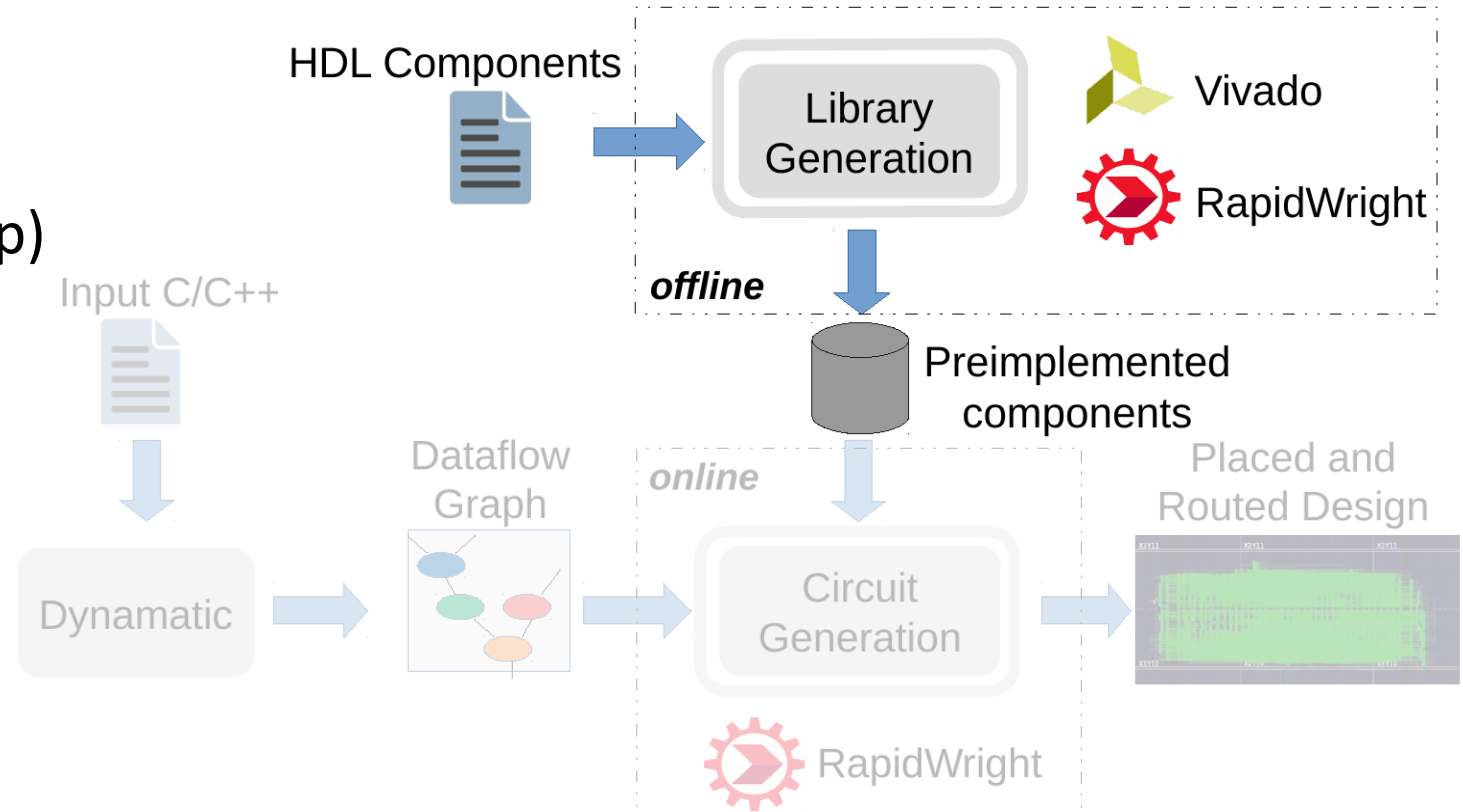 HDL Components
Library
Generation
Vivado
RapidWright
p)
offline
Input C/C++
Preimplemented
components
Dataflow
Graph
online
Placed and
Routed Design
Dynamatic
Circuit
Generation
RapidWright